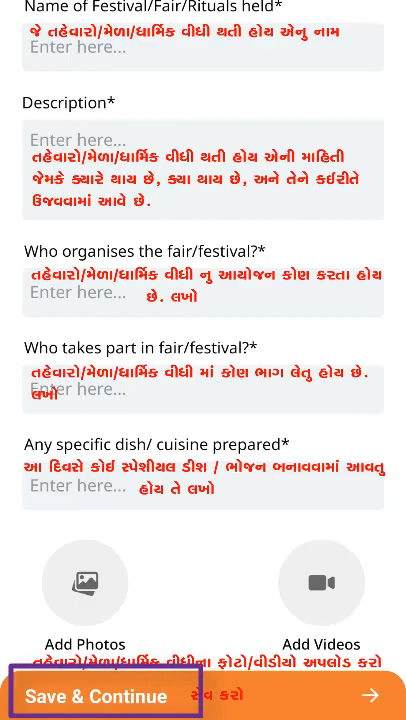 Name of Festival/Fair/Rituals held*
જે તહેવારો/મેળા/ધાર્મિક વીધી થતી હોય એનુ નામ
Enter here...
Description*
Enter here...
તહેવારો/મેળા/ધાર્મિક વીધી થતી હોય એની માહિતી
જેમકે ક્યારે થાય છે, ક્યા થાય છે, અને તેને કઈરીતે
ઉજવવામાં આવે છે.
Who organises the fair/festival?*
તહેવારો/મેળા/ધાર્મિક વીધી નુ આયોજન કોણ કરતા હોય
Enter here... છે. લખો
Who takes part in fair/festival?*
તહેવારો/મેળા/ધાર્મિક વીધી માં કોણ ભાગ લેતુ હોય છે.
લખો
Enter here...
Any specific dish/ cuisine prepared*
આ દિવસે કોઈ સ્પેશીયલ ડીશ / ભોજન બનાવવામાં આવતુ
Enter here... હોય તે લખો
Add Photos Add Videos
તહેવારો/મેળા/ધાર્મિક વીધીના ફોટો/વીડીયો અપલોડ કરો
Save & Continue સેવ કરો